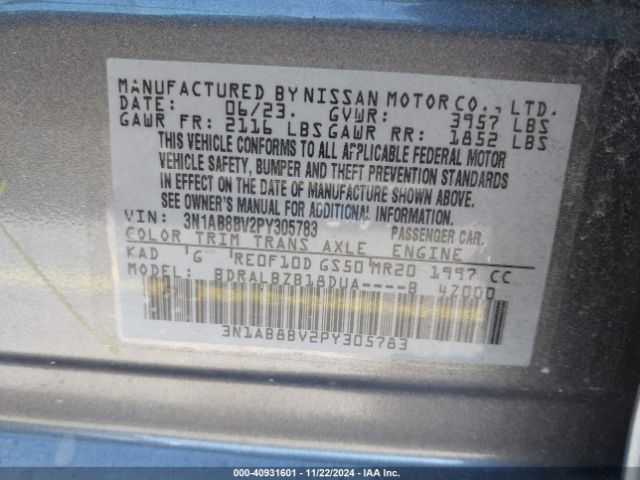 MANUFACTURED BY NISSAN MOTOR CO., LTD.
DATE: 06/23. GVWR: 3957 LBS
GAWR FR: 2116 LBS GAWR RR: 1852 LBS
THIS VEHICLE CONFORMS TO ALL APPLICABLE FEDERAL MOTOR
VEHICLE SAFETY, BUMPER AND THEFT PREVENTION STANDARDS
IN EFFECT ON THE DATE OF MANUFACTURE SHOWN ABOVE.
SEE OWNER'S MANUAL FOR ADDITIONAL INFORMATION.
VIN: 3N1AB8BV2PY305783 PASSENGER CAR.
COLOR TRIM TRANS AXLE ENGINE
KAD G RE0F10D GS50 MR20 1997 CC
MODEL: BDRALBZB18DUA----B 47000
3N1AB8BV2PY305783
000-40931601 - 11/22/2024 - IAA Inc.